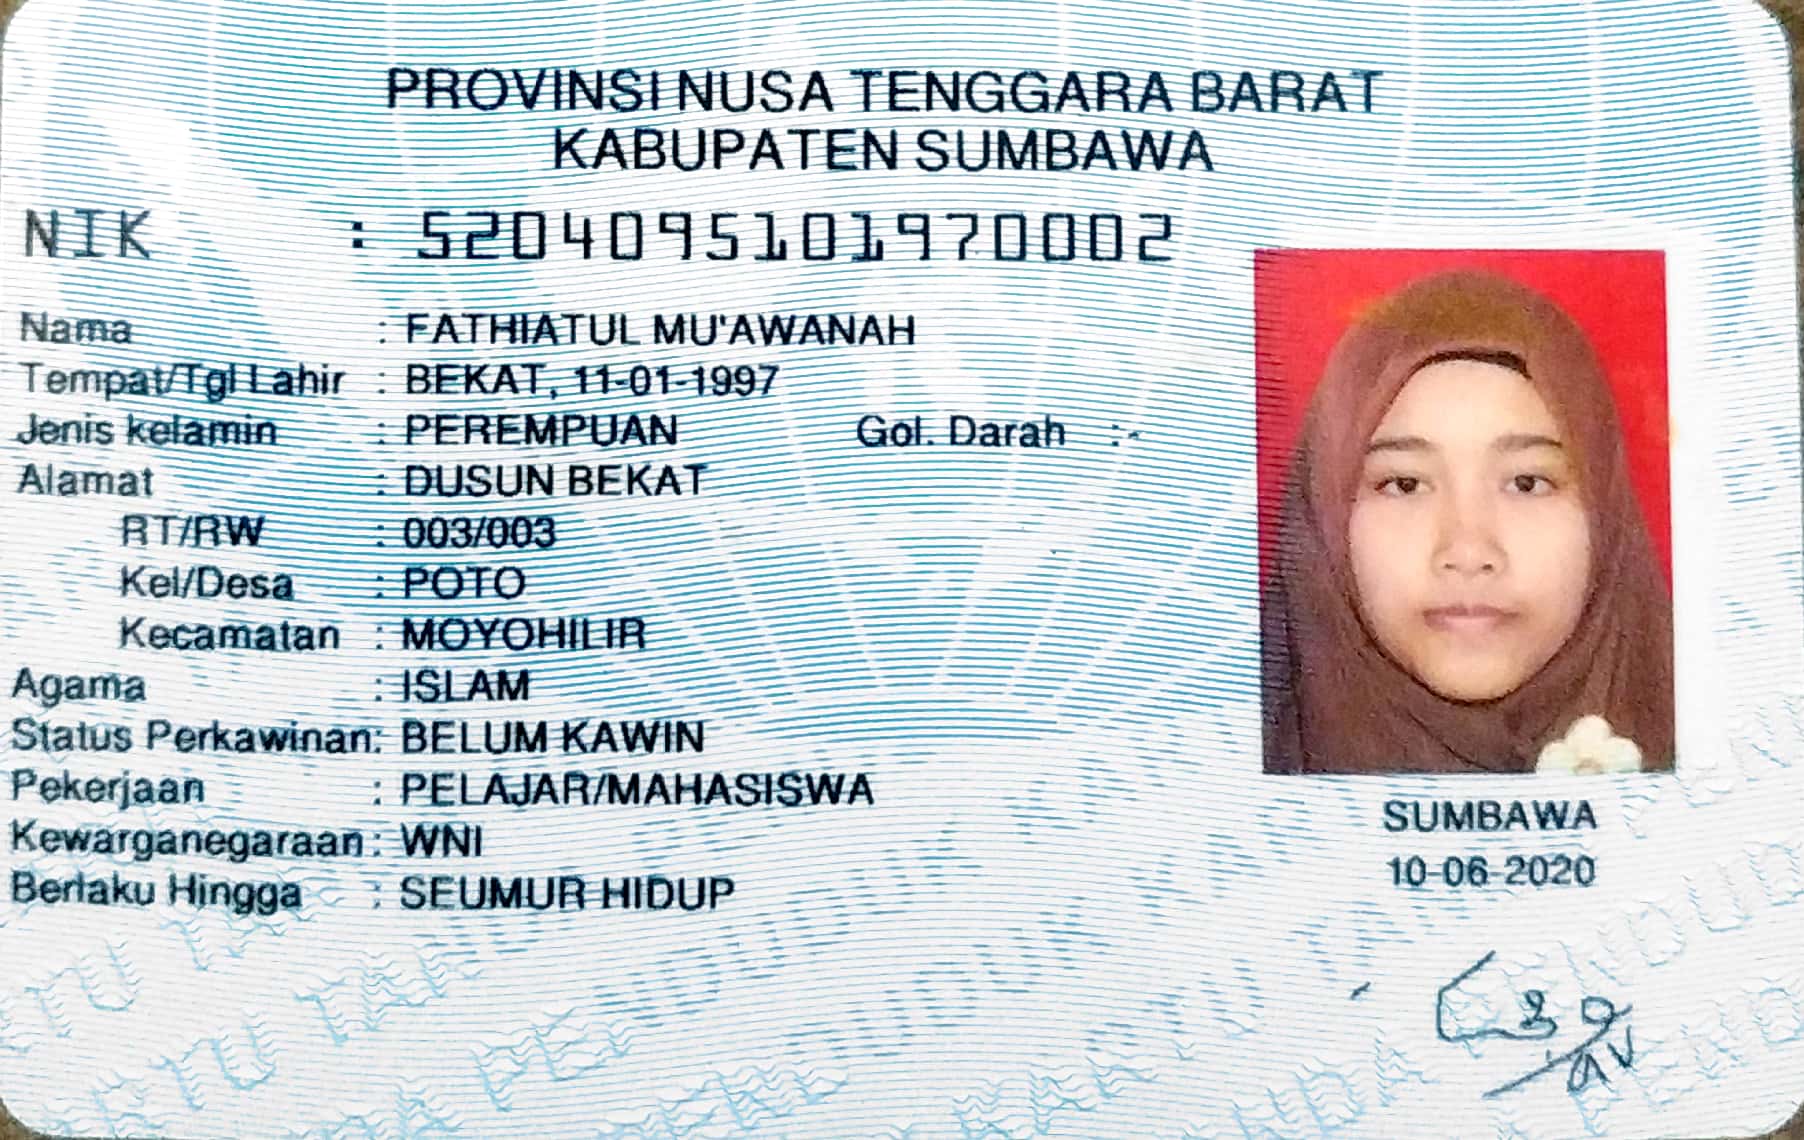 PROVINSI NUSA TENGGARA BARAT
KABUPATEN SUMBAWA
NIK : 5204095101970002
Nama : FATHIATUL MU'AWANAH
Tempat/Tgl Lahir : BEKAT, 11-01-1997
Jenis kelamin : PEREMPUAN Gol. Darah :-
Alamat : DUSUN BEKAT
RT/RW : 003/003
Kel/Desa : POTO
Kecamatan : MOYOHILIR
Agama : ISLAM
Status Perkawinan: BELUM KAWIN
Pekerjaan : PELAJAR/MAHASISWA
Kewarganegaraan: WNI
Berlaku Hingga : SEUMUR HIDUP
SUMBAWA
10-06-2020